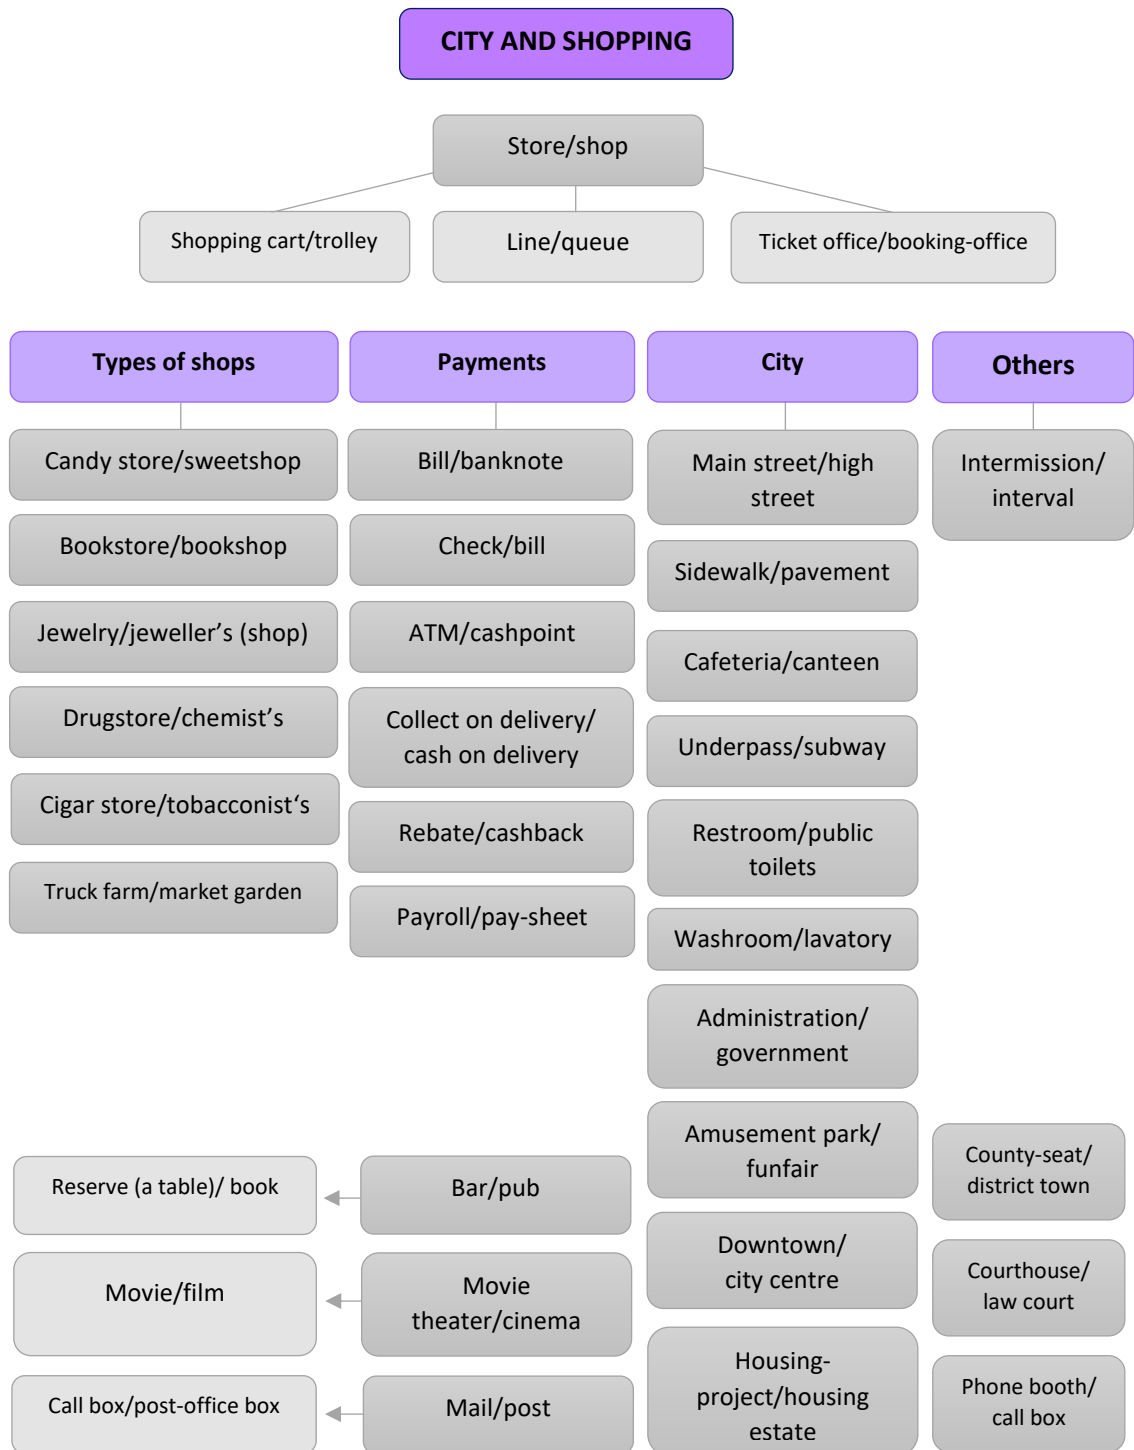 CITY AND SHOPPING
Store/shop
Shopping cart/trolley
Line/queue
Ticket office/booking-office
Types of shops
Candy store/sweetshop
Bookstore/bookshop
Jewelry/jeweller’s (shop)
Drugstore/chemist’s
Cigar store/tobacconist‘s
Truck farm/market garden
Payments
Bill/banknote
Check/bill
ATM/cashpoint
Collect on delivery/
cash on delivery
Rebate/cashback
Payroll/pay-sheet
City
Main street/high
street
Sidewalk/pavement
Cafeteria/canteen
Underpass/subway
Restroom/public
toilets
Washroom/lavatory
Administration/
government
Amusement park/
funfair
Downtown/
city centre
Housing-
project/housing
estate
Others
Intermission/
interval
County-seat/
district town
Courthouse/
law court
Phone booth/
call box
Bar/pub
Reserve (a table)/ book
Movie
theater/cinema
Movie/film
Mail/post
Call box/post-office box